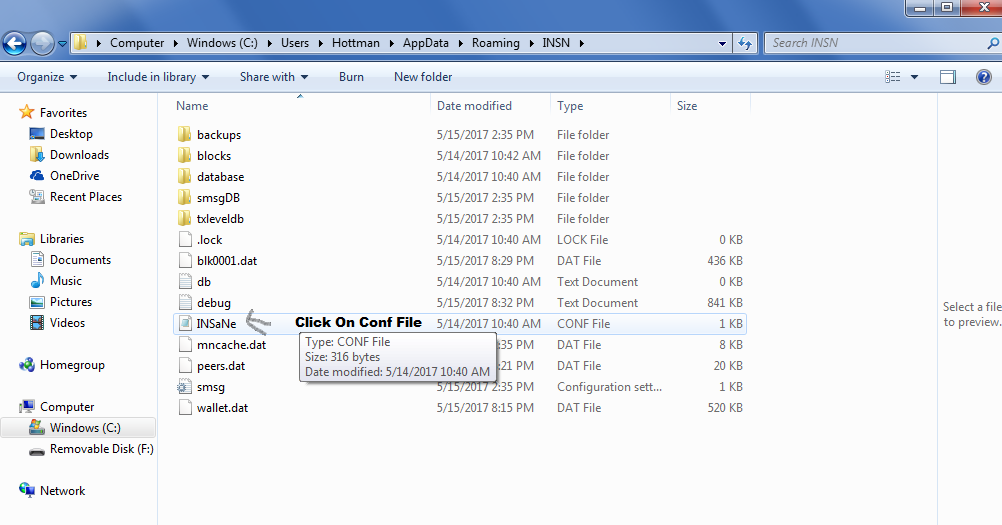 Computer Windows (C:) Users Hottman AppData Roaming INSN Search INSN
Organize Include in library Share with Burn New folder
Favorites
Desktop
Downloads
OneDrive
Recent Places
Libraries
Documents
Music
Pictures
Videos
Homegroup
Computer
Windows (C:)
Removable Disk (F:)
Network
Name Date modified Type Size
backups 5/15/2017 2:35 PM File folder
blocks 5/14/2017 10:42 AM File folder
database 5/14/2017 10:40 AM File folder
smsgDB 5/15/2017 2:35 PM File folder
txleveldb 5/15/2017 2:35 PM File folder
.lock 5/14/2017 10:40 AM LOCK File 0 KB
blk0001.dat 5/15/2017 8:29 PM DAT File 436 KB
db 5/14/2017 10:40 AM Text Document 0 KB
debug 5/15/2017 8:32 PM Text Document 841 KB
INSaNe Click On Conf File 5/14/2017 10:40 AM CONF File 1 KB
mncache.dat :35 PM DAT File 8 KB
peers.dat :21 PM DAT File 20 KB
smsg 5/15/2017 2:35 PM Configuration sett... 1 KB
wallet.dat 5/15/2017 8:15 PM DAT File 520 KB
Type: CONF File
Size: 316 bytes
Date modified: 5/14/2017 10:40 AM
Select a file
to preview.